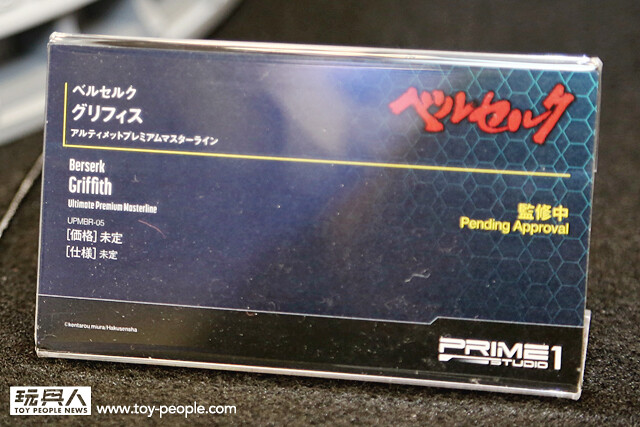 ベルセルク
グリフィス
アルティメットプレミアムマスターライン
ベルセルク
Berserk
Griffith
Ultimate Premium Masterline
UPMBR-05
[価格] 未定
[仕様] 未定
監修中
Pending Approval
©kentarou miura/Hakusensha
PRIME 1
STUDIO
玩具人
TOY PEOPLE NEWS
www.toy-people.com